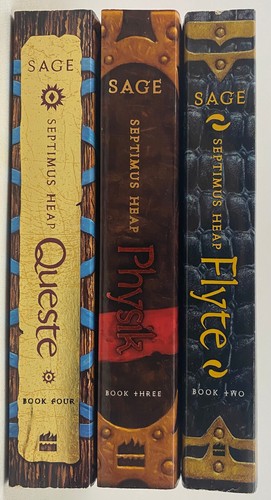 SAGE
SEPTIMUS HEAP
Queste
BOOK FOUR
SAGE
SEPTIMUS HEAP
Physik
BOOK THREE
SAGE
SEPTIMUS HEAP
Flyte
BOOK TWO